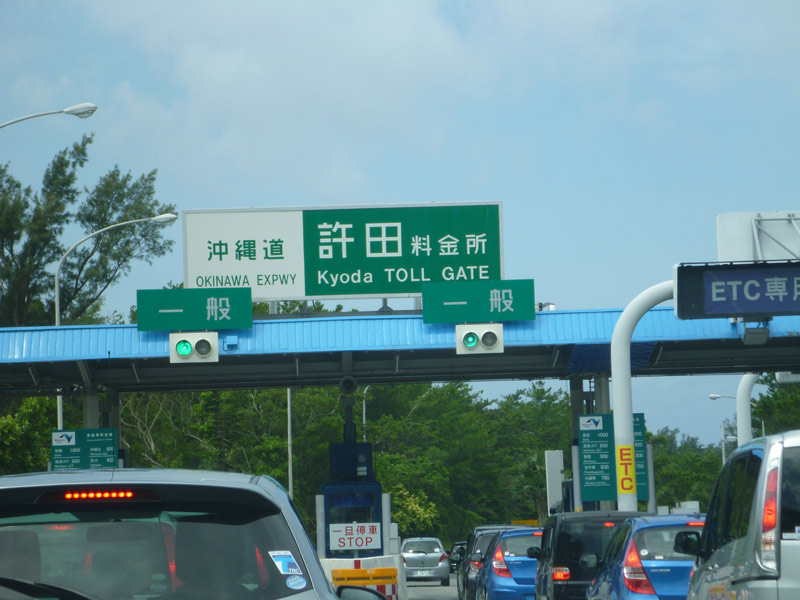 沖縄道
OKINAWA EXPWY
許田料金所
Kyoda TOLL GATE
一般
一般
ETC専用
ETC
一旦停車
STOP